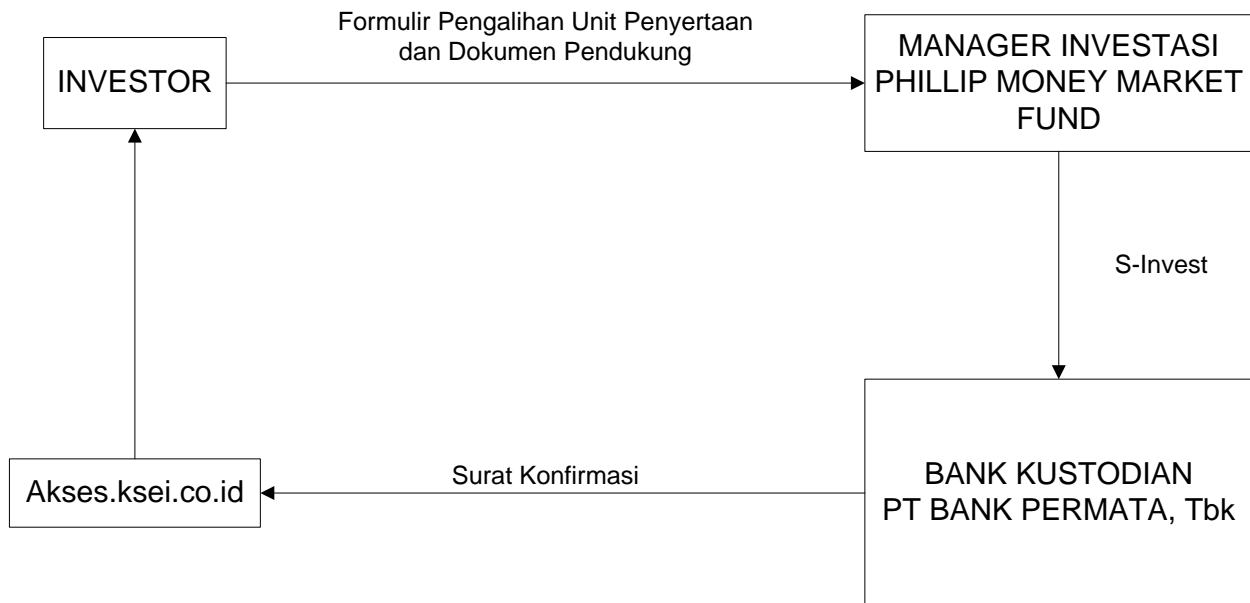 Formulir Pengalihan Unit Penyertaan
dan Dokumen Pendukung
INVESTOR
MANAGER INVESTASI
PHILLIP MONEY MARKET
FUND
S-Invest
Akses.ksei.co.id
Surat Konfirmasi
BANK KUSTODIAN
PT BANK PERMATA, Tbk